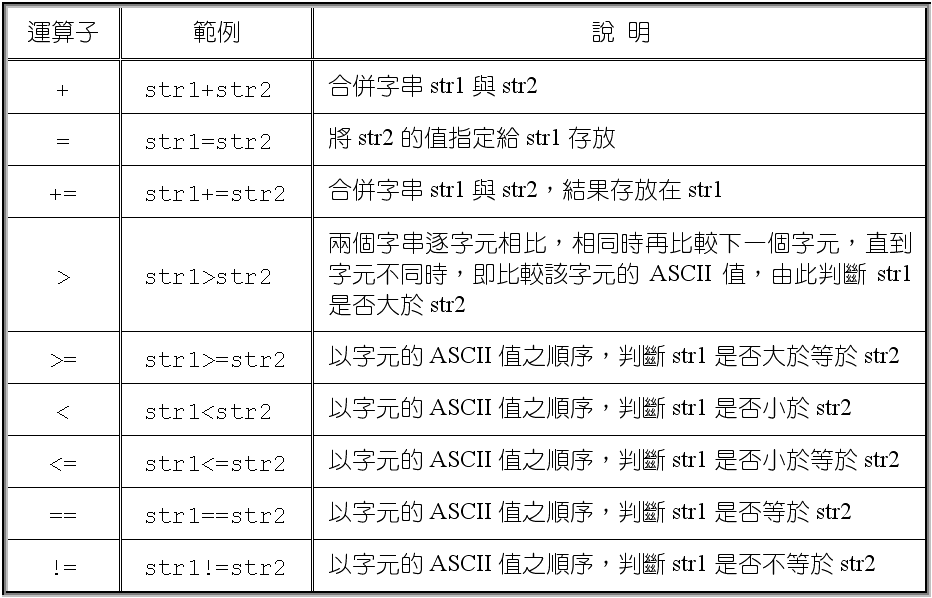 運算子 範例 說 明
+ str1+str2 合併字串 str1 與 str2
= str1=str2 將 str2 的值指定給 str1 存放
+= str1+=str2 合併字串 str1 與 str2，結果存放在 str1
兩個字串逐字元相比，相同時再比較下一個字元，直到
> str1>str2 字元不同時，即比較該字元的 ASCII 值，由此判斷 str1
是否大於 str2
>= str1>=str2 以字元的 ASCII 值之順序，判斷 str1 是否大於等於 str2
< str1<str2 以字元的 ASCII 值之順序，判斷 str1 是否小於 str2
<= str1<=str2 以字元的 ASCII 值之順序，判斷 str1 是否小於等於 str2
== str1==str2 以字元的 ASCII 值之順序，判斷 str1 是否等於 str2
!= str1!=str2 以字元的 ASCII 值之順序，判斷 str1 是否不等於 str2